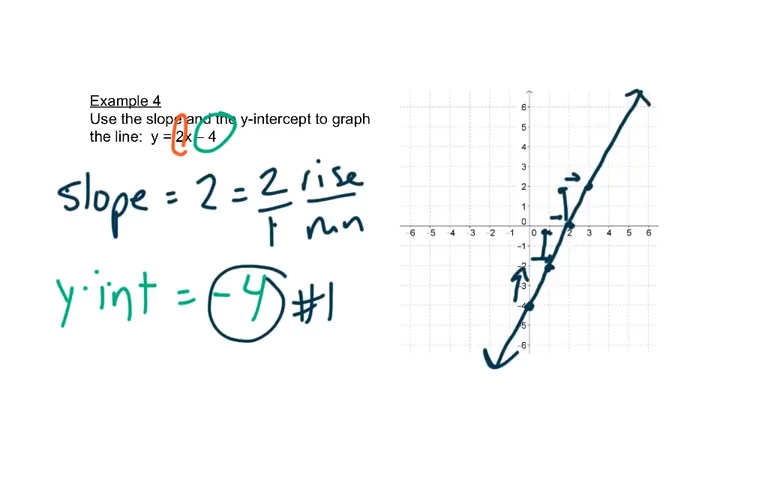 Example 4
Use the slope and the y-intercept to graph
the line: y = 2x – 4
slope = 2 = 2/1 rise/run
y·int = -4 #1
6
5
4
3
2
1
0
-6 -5 -4 -3 -2 -1 0 1 2 3 4 5 6
-1
-2
-3
-4
-5
-6